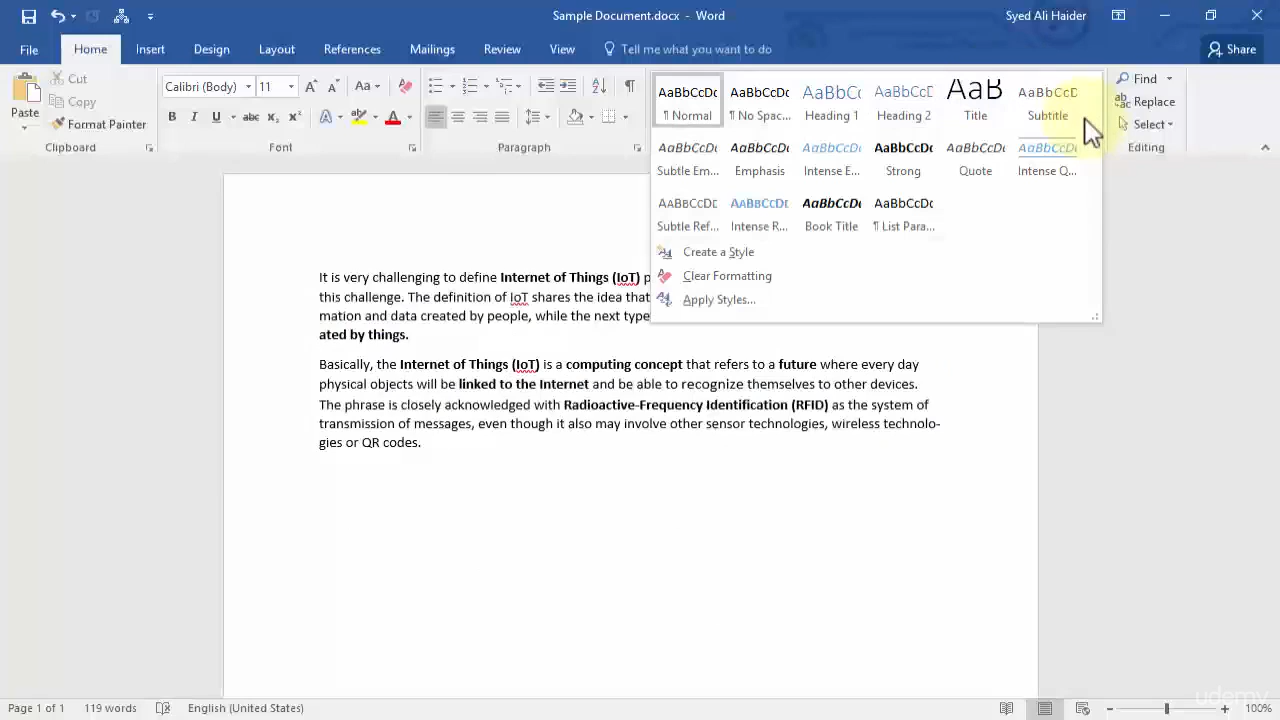 Sample Document.docx - Word
Syed Ali Haider
File Home Insert Design Layout References Mailings Review View Tell me what you want to do Share
Paste
Cut
Copy
Format Painter
Clipboard
Calibri (Body) 11
Font
Paragraph
AaBbCcDc AaBbCcDc AaBbCc AaBbCcD AaB AaBbCcD
¶ Normal ¶ No Spac... Heading 1 Heading 2 Title Subtitle
AaBbCcDc AaBbCcDc AaBbCcDc AaBbCcDc AaBbCcDc AaBbCcDc
Subtle Em... Emphasis Intense E... Strong Quote Intense Q...
AaBbCcDc AaBbCcDc AaBbCcDc AaBbCcDc
Subtle Ref... Intense R... Book Title ¶ List Para...
Create a Style
Clear Formatting
Apply Styles...
Find
Replace
Select
Editing
It is very challenging to define Internet of Things (IoT) p
this challenge. The definition of IoT shares the idea that
mation and data created by people, while the next type
ated by things.
Basically, the Internet of Things (IoT) is a computing concept that refers to a future where every day
physical objects will be linked to the Internet and be able to recognize themselves to other devices.
The phrase is closely acknowledged with Radioactive-Frequency Identification (RFID) as the system of
transmission of messages, even though it also may involve other sensor technologies, wireless technolo-
gies or QR codes.
Page 1 of 1 119 words English (United States) 100%
udemy